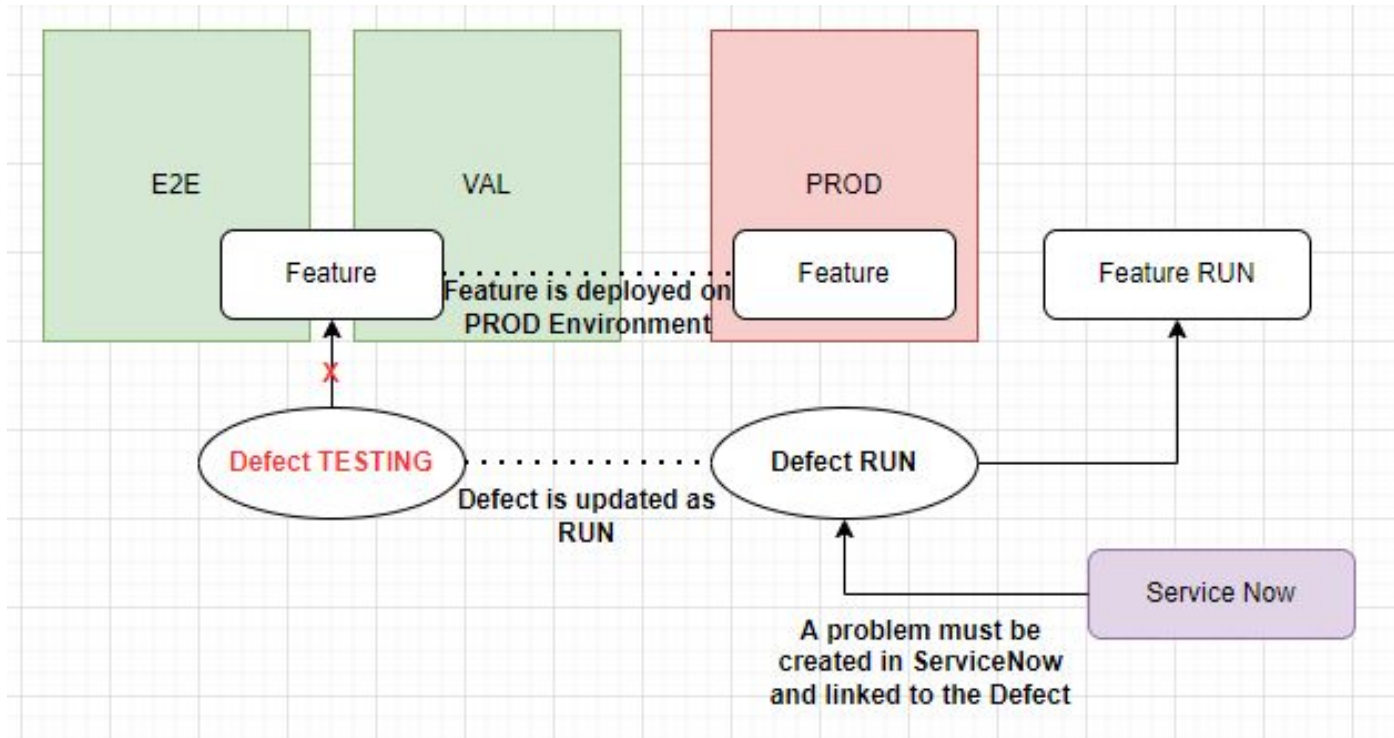 E2E
VAL
PROD
Feature
Feature
Feature RUN
Feature is deployed on
PROD Environment
X
Defect TESTING
Defect RUN
Defect is updated as
RUN
Service Now
A problem must be
created in ServiceNow
and linked to the Defect